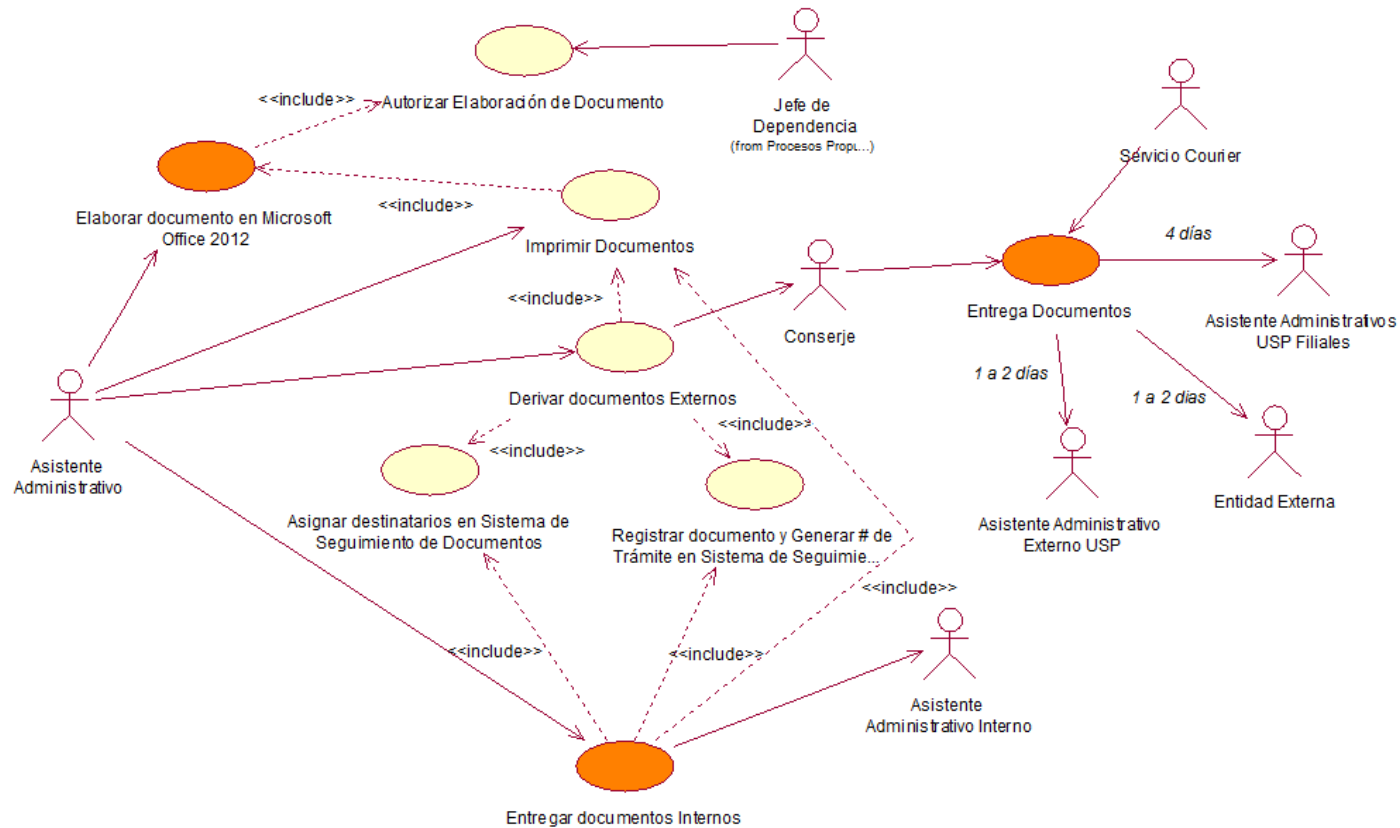 <<include>>
Autorizar Elaboración de Documento
Jefe de
Dependencia
(from Procesos Propu...)
Servicio Courier
Elaborar documento en Microsoft
Office 2012
<<include>>
Imprimir Documentos
4 días
<<include>>
Conserje
Entrega Documentos
Asistente Administrativos
USP Filiales
1 a 2 días
1 a 2 dias
Derivar documentos Externos
<<include>>
<<include>>
Asistente
Administrativo
Entidad Externa
Asignar destinatarios en Sistema de
Seguimiento de Documentos
Registrar documento y Generar # de
Trámite en Sistema de Seguimie...
Asistente Administrativo
Externo USP
<<include>>
<<include>>
<<include>>
Asistente
Administrativo Interno
Entregar documentos Internos